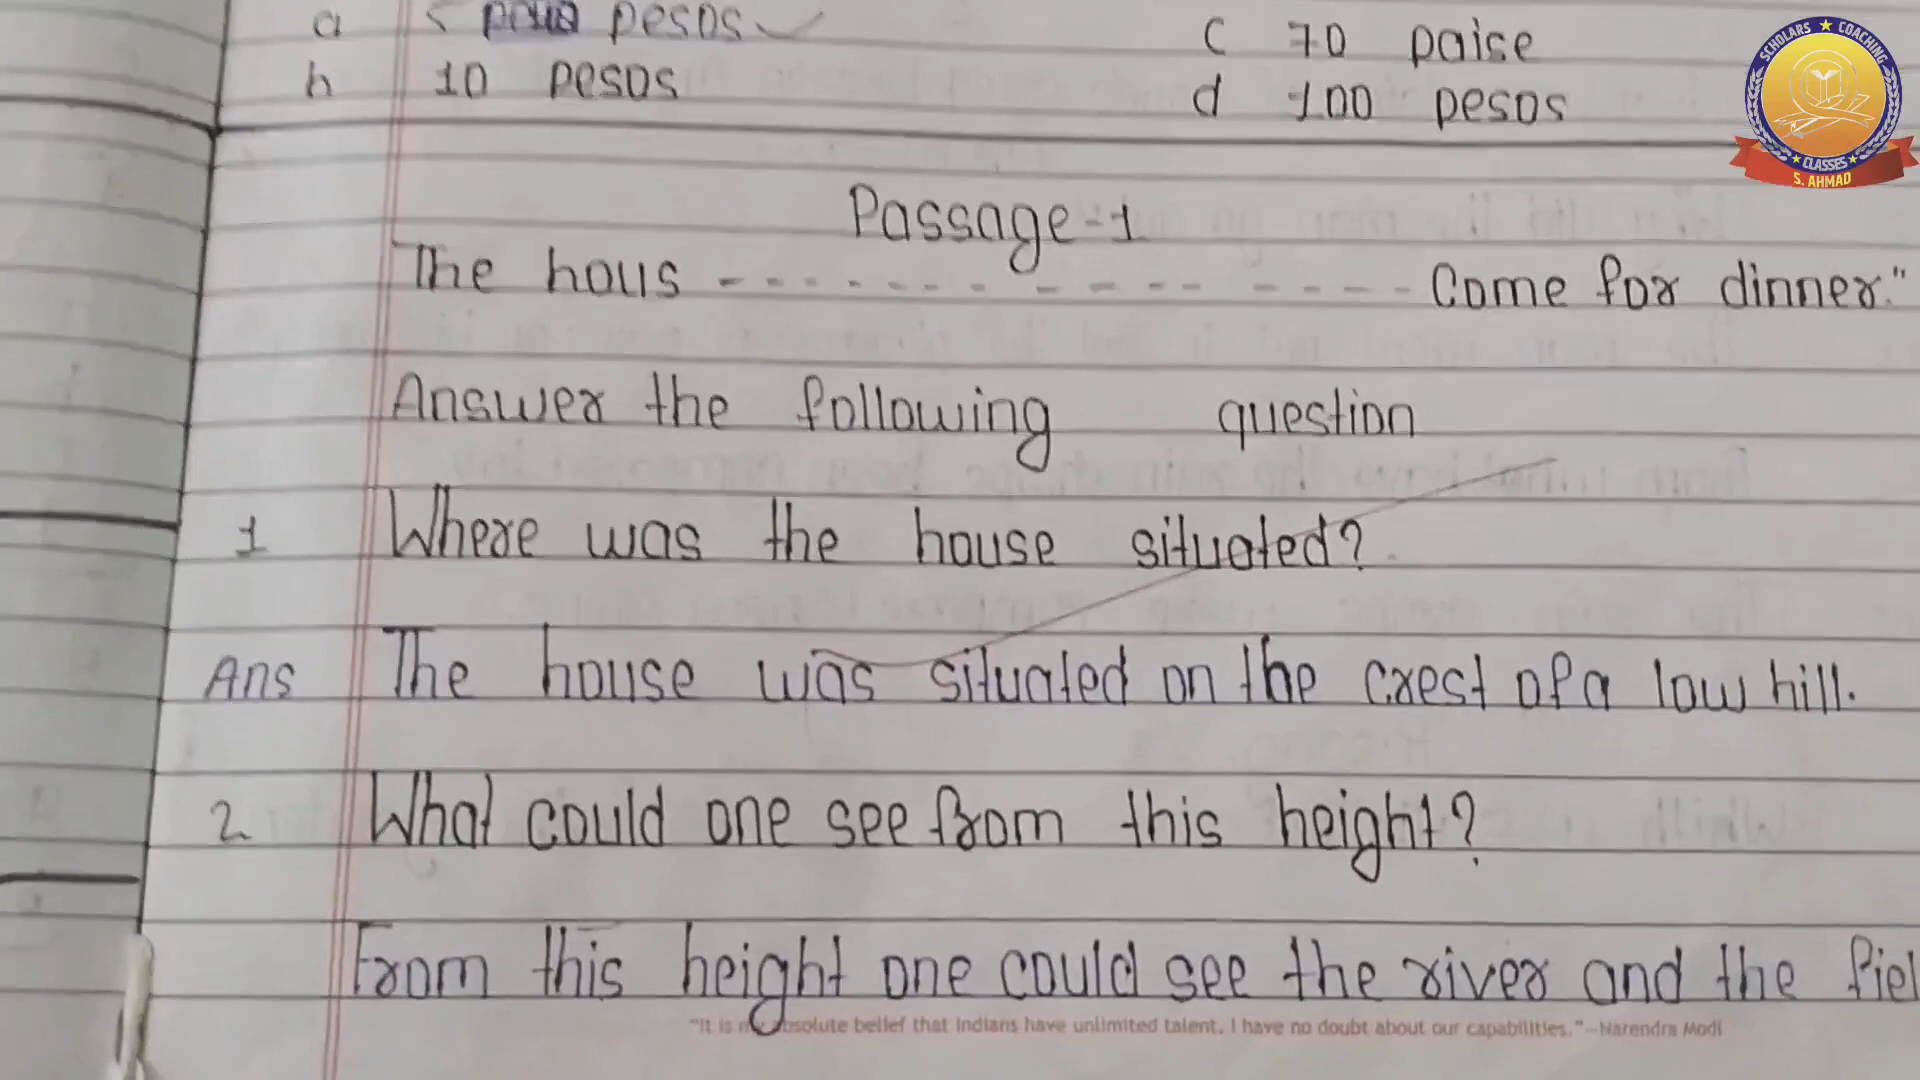 a pesos c 70 paise
b 10 pesos d 100 pesos
SCHOLARS ★ COACHING
★ CLASSES ★
S. AHMAD
Passage-1
The hous - - - - - - - - - - - - - - - - Come for dinner."
Answer the following question
1 Where was the house situated?
Ans The house was situated on the crest of a low hill.
2 What could one see from this height?
From this height one could see the river and the fiel
"It is my absolute belief that Indians have unlimited talent. I have no doubt about our capabilities."—Narendra Modi